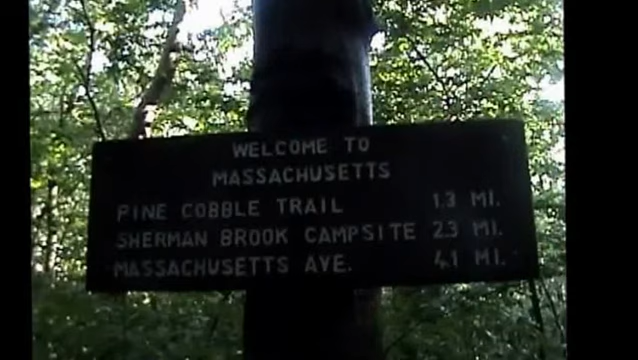 WELCOME TO
MASSACHUSETTS
PINE COBBLE TRAIL 1.3 MI.
SHERMAN BROOK CAMPSITE 2.3 MI.
MASSACHUSETTS AVE. 4.1 MI.